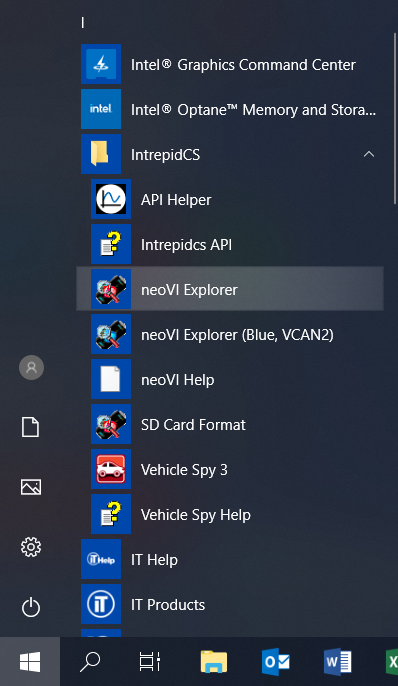 I
Intel® Graphics Command Center
intel
Intel® Optane™ Memory and Stora...
IntrepidCS
API Helper
Intrepidcs API
neoVI Explorer
neoVI Explorer (Blue, VCAN2)
neoVI Help
SD Card Format
Vehicle Spy 3
Vehicle Spy Help
iT Help
IT Help
iT
IT Products